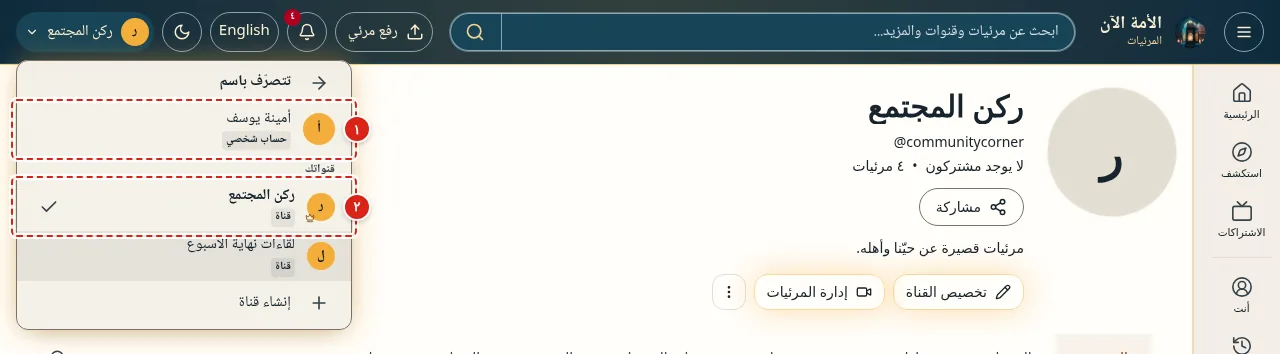 الأمة الآن
المرئيات
ابحث عن مرئيات وقنوات والمزيد...
رفع مرئي
٤
English
ر
ركن المجتمع
الرئيسية
استكشف
الاشتراكات
أنت
ر
ركن المجتمع
@communitycorner
لا يوجد مشتركون • ٤ مرئيات
مشاركة
مرئيات قصيرة عن حيّنا وأهله.
تخصيص القناة
إدارة المرئيات
تتصرّف باسم
١
أ
أمينة يوسف
حساب شخصي
قنواتك
٢
ر
ركن المجتمع
قناة
ل
لقاءات نهاية الأسبوع
قناة
إنشاء قناة